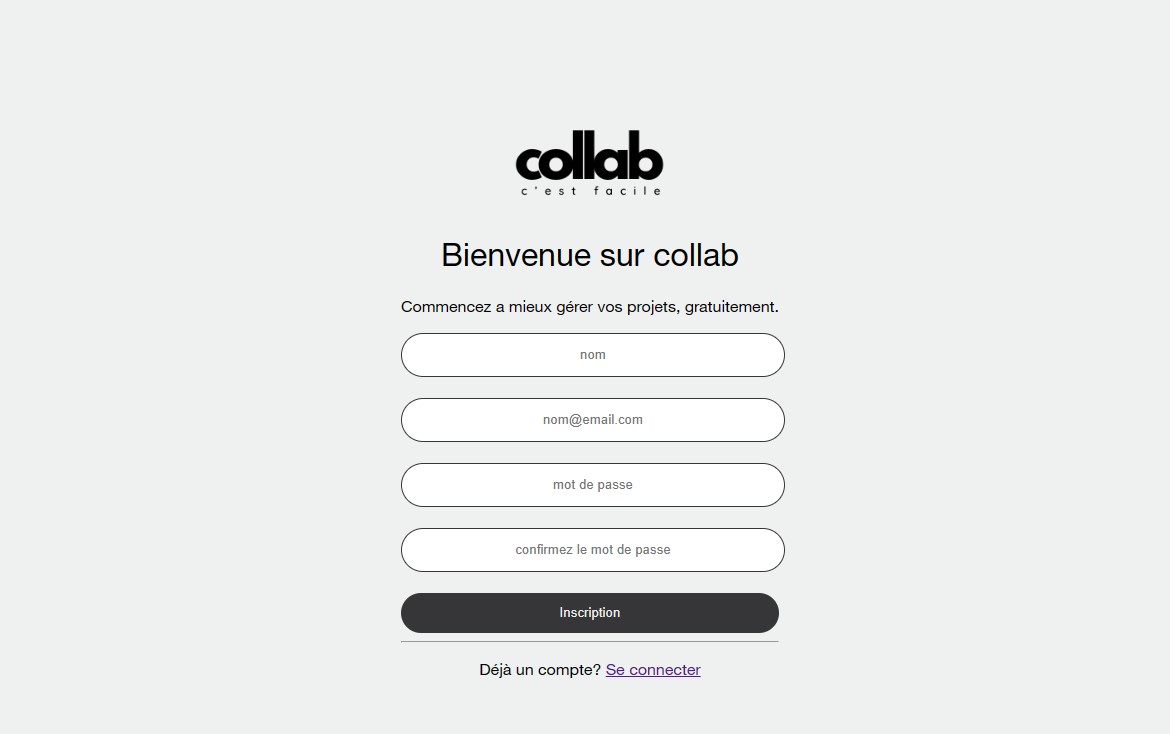 collab
c'est facile
Bienvenue sur collab
Commencez a mieux gérer vos projets, gratuitement.
nom
nom@email.com
mot de passe
confirmez le mot de passe
Inscription
Déjà un compte? Se connecter